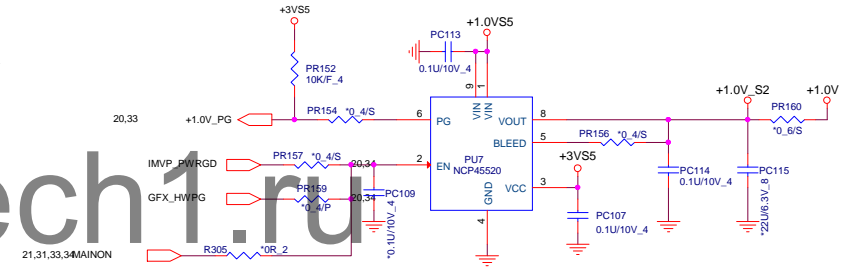 +3VS5
+1.0VS5
PC113
0.1U/10V_4
PR152
10K/F_4
+1.0V_S2
+1.0V
9
1
VIN
VIN
20,33
+1.0V_PG
PR154
*0_4/S
6
PG
VOUT
8
PR160
*0_6/S
BLEED
5
PR156
*0_4/S
IMVP_PWRGD
PR157
*0_4/S
20,34
2
EN
PU7
NCP45520
+3VS5
GFX_HWPG
PR159
*0_4/P
20,34
PC109
*0.1U/10V_4
GND
4
VCC
3
PC114
0.1U/10V_4
PC115
*22U/6.3V_8
PC107
0.1U/10V_4
ech1.ru
21,31,33,34
MAINON
R305
*0R_2